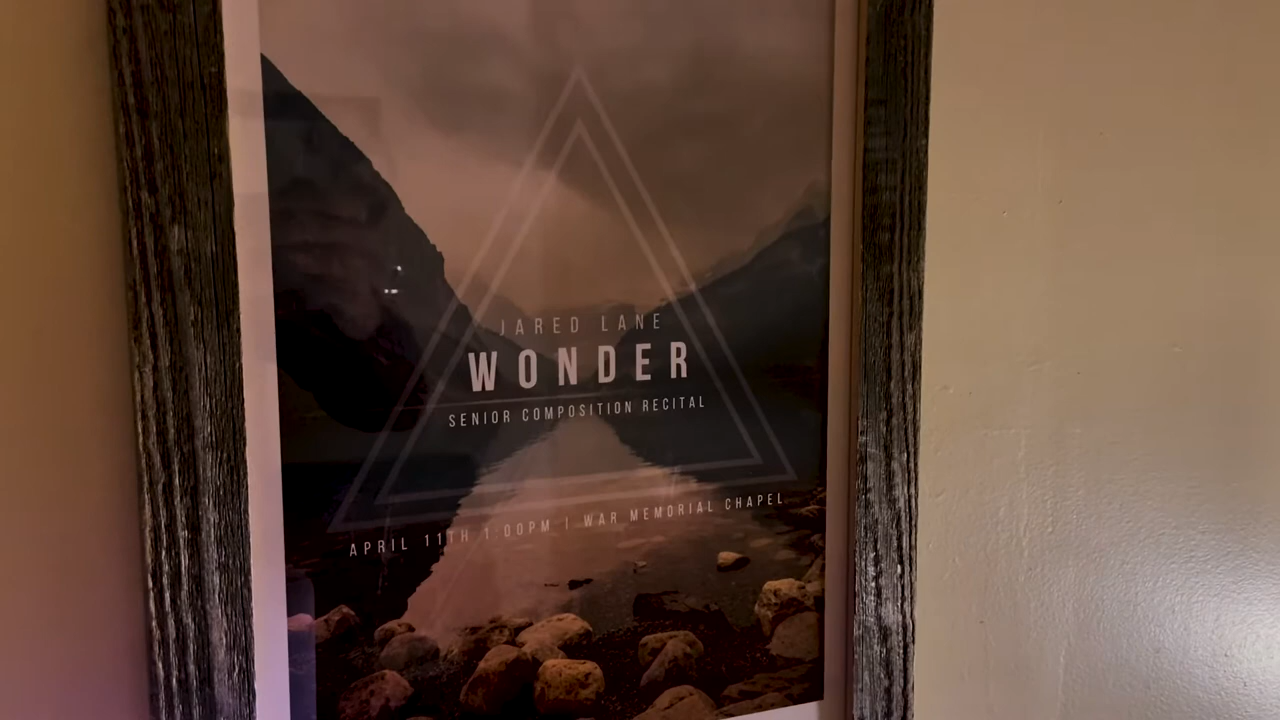 JARED LANE
WONDER
SENIOR COMPOSITION RECITAL
APRIL 11TH 1:00PM | WAR MEMORIAL CHAPEL